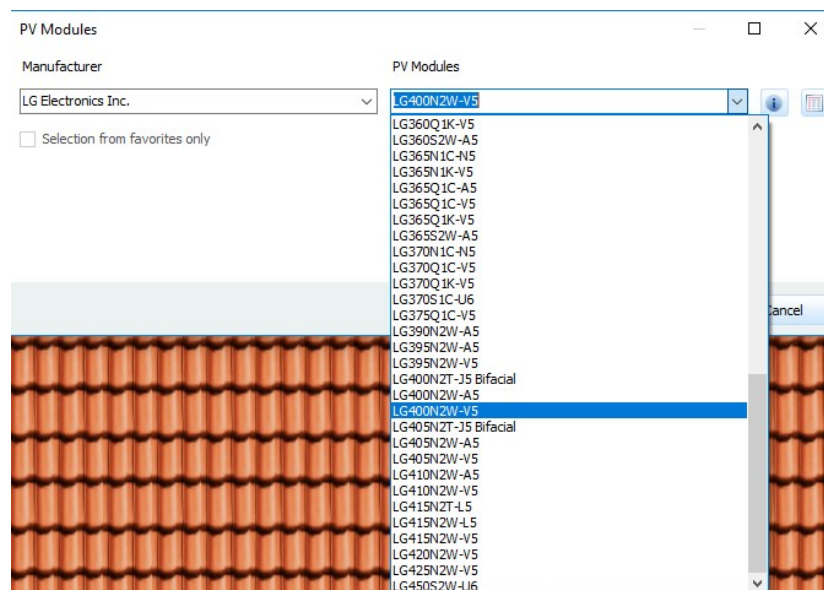 PV Modules
Manufacturer
PV Modules
LG Electronics Inc.
LG400N2W-V5
Selection from favorites only
LG360Q1K-V5
LG360S2W-A5
LG365N1C-N5
LG365N1K-V5
LG365Q1C-A5
LG365Q1C-V5
LG365Q1K-V5
LG365S2W-A5
LG370N1C-N5
LG370Q1C-V5
LG370Q1K-V5
LG370S1C-U6
LG375Q1C-V5
LG390N2W-A5
LG395N2W-A5
LG395N2W-V5
LG400N2T-J5 Bifacial
LG400N2W-A5
LG400N2W-V5
LG405N2T-J5 Bifacial
LG405N2W-A5
LG405N2W-V5
LG410N2W-A5
LG410N2W-V5
LG415N2T-L5
LG415N2W-L5
LG415N2W-V5
LG420N2W-V5
LG425N2W-V5
LG450S2W-U6
Cancel